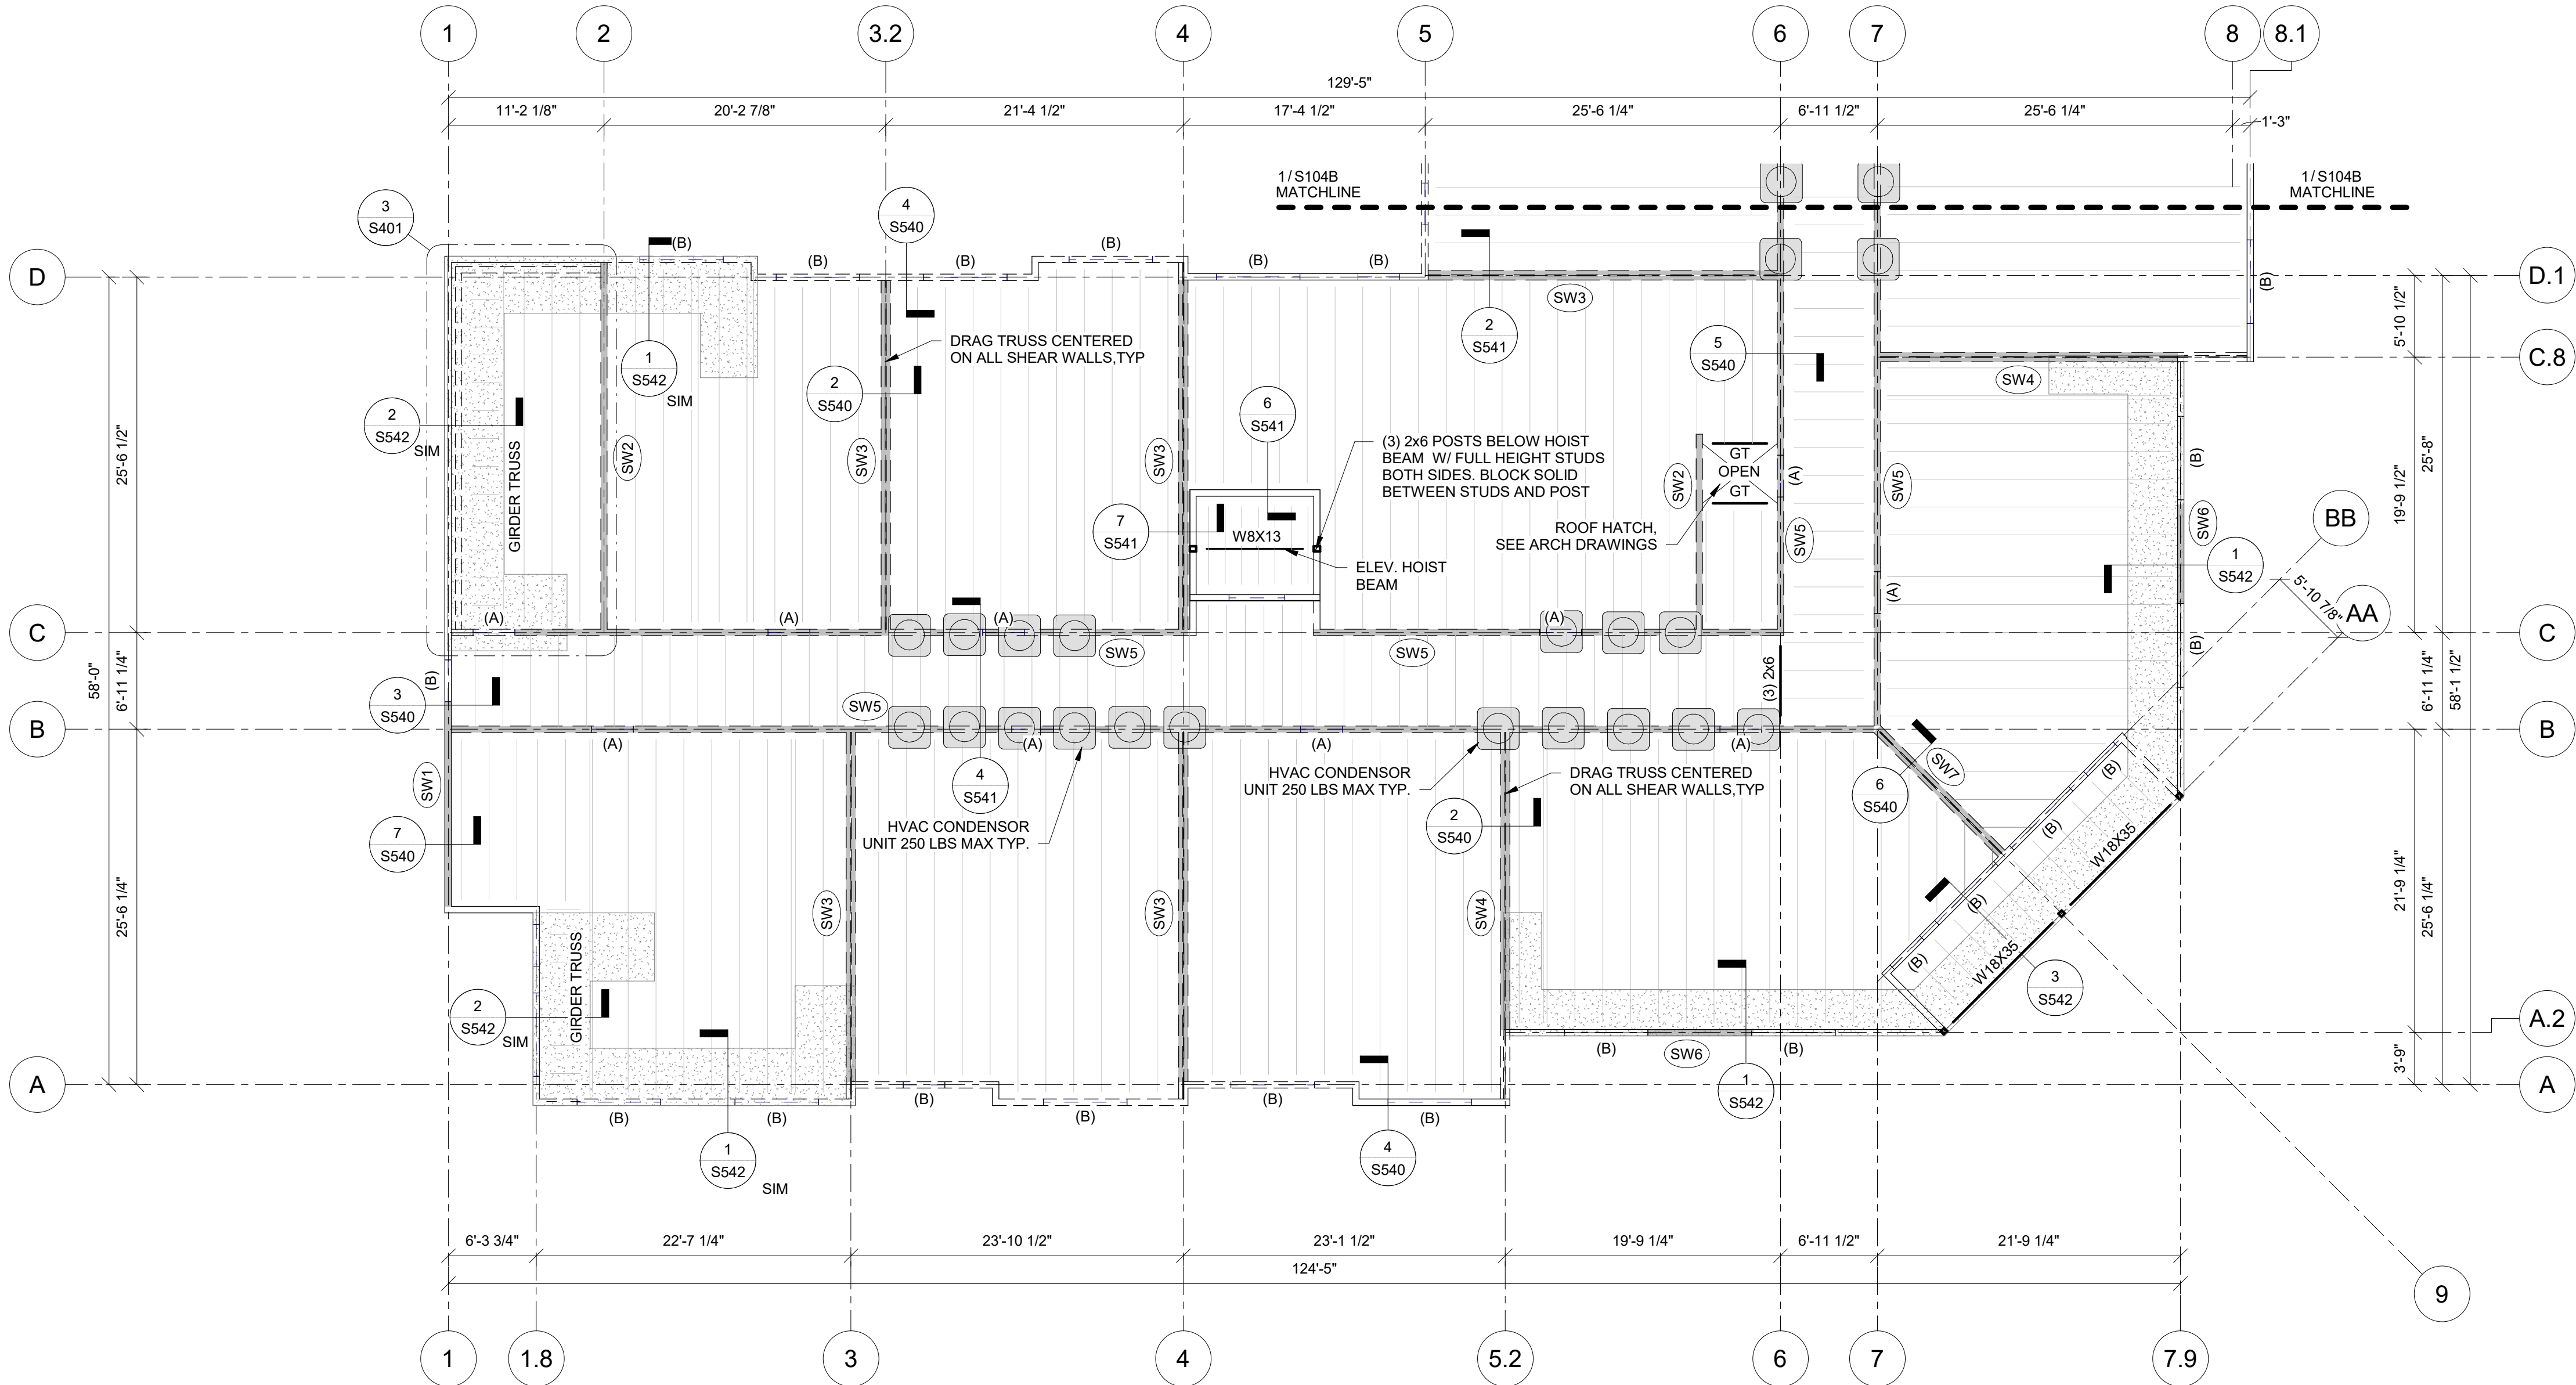 1
2
3.2
4
5
6
7
8
8.1
129'-5"
11'-2 1/8"
20'-2 7/8"
21'-4 1/2"
17'-4 1/2"
25'-6 1/4"
6'-11 1/2"
25'-6 1/4"
1'-3"
1/ S104B
MATCHLINE
1/ S104B
MATCHLINE
3
S401
4
S540
(B)
(B)
(B)
(B)
(B)
(B)
D
D.1
(B)
SW3
2
S541
5
S540
1
S542
SIM
DRAG TRUSS CENTERED
ON ALL SHEAR WALLS,TYP
2
S540
C.8
SW4
5'-10 1/2"
2
S542
SIM
GIRDER TRUSS
SW2
SW3
SW3
6
S541
7
S541
W8X13
(3) 2x6 POSTS BELOW HOIST
BEAM W/ FULL HEIGHT STUDS
BOTH SIDES. BLOCK SOLID
BETWEEN STUDS AND POST
ELEV. HOIST
BEAM
SW2
GT
OPEN
GT
ROOF HATCH,
SEE ARCH DRAWINGS
(A)
SW5
SW5
(A)
(B)
SW6
1
S542
(B)
BB
AA
5'-10 7/8"
25'-6 1/2"
19'-9 1/2"
25'-8"
C
(A)
(A)
(A)
SW5
SW5
(A)
C
58'-0"
6'-11 1/4"
(B)
3
S540
SW5
(3) 2x6
6'-11 1/4"
58'-1 1/2"
B
(A)
(A)
(A)
(A)
B
SW1
4
S541
HVAC CONDENSOR
UNIT 250 LBS MAX TYP.
HVAC CONDENSOR
UNIT 250 LBS MAX TYP.
DRAG TRUSS CENTERED
ON ALL SHEAR WALLS,TYP
2
S540
6
S540
SW7
(B)
(B)
W18X35
7
S540
25'-6 1/4"
SW3
SW3
SW4
(B)
(B)
W18X35
21'-9 1/4"
25'-6 1/4"
GIRDER TRUSS
2
S542
SIM
3
S542
A.2
(B)
SW6
(B)
3'-9"
A
(B)
(B)
(B)
(B)
(B)
(B)
1
S542
A
1
S542
SIM
4
S540
6'-3 3/4"
22'-7 1/4"
23'-10 1/2"
23'-1 1/2"
19'-9 1/4"
6'-11 1/2"
21'-9 1/4"
124'-5"
9
1
1.8
3
4
5.2
6
7
7.9